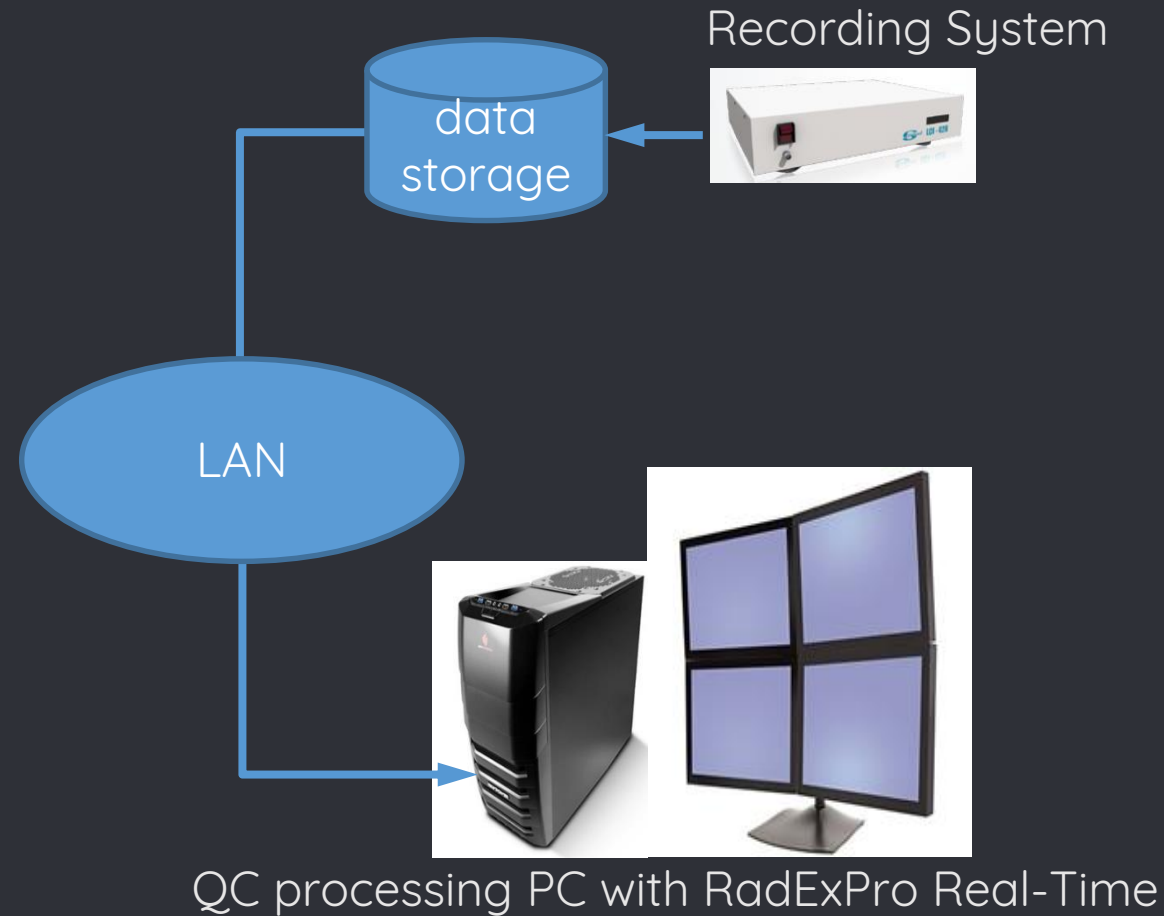 Recording System
data
storage
LAN
QC processing PC with RadExPro Real-Time